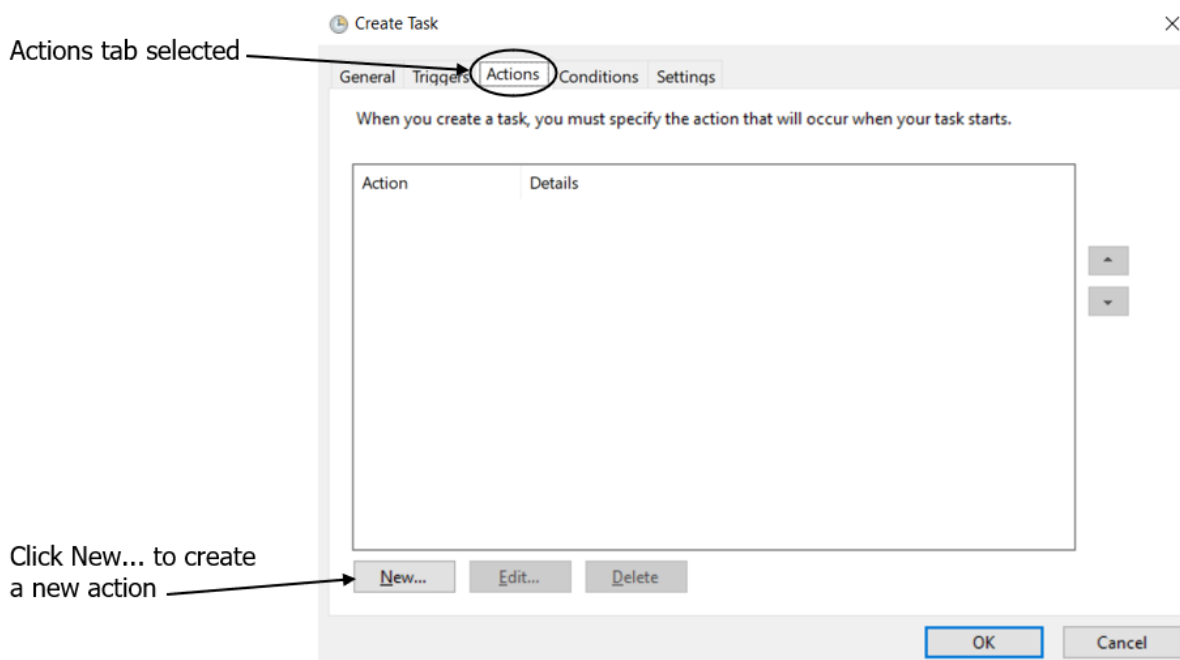 Create Task
Actions tab selected
General Triggers Actions Conditions Settings
When you create a task, you must specify the action that will occur when your task starts.
Action Details
Click New... to create
a new action
New... Edit... Delete
OK Cancel